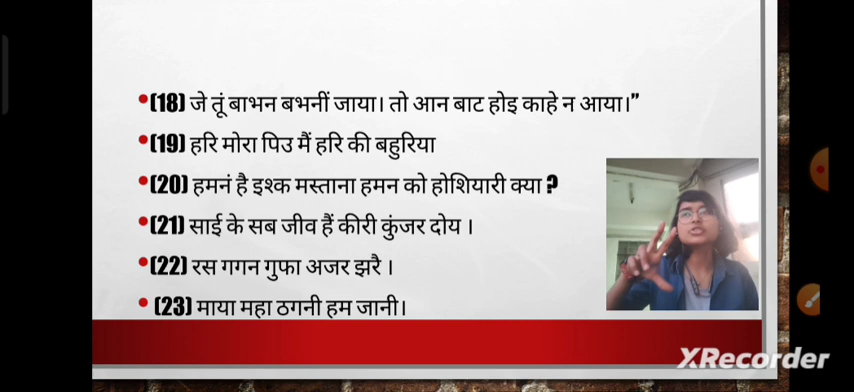 •(18) जे तूं बाभन बभनीं जाया। तो आन बाट होइ काहे न आया।”
•(19) हरि मोरा पिउ मैं हरि की बहुरिया
•(20) हमनं है इश्क मस्ताना हमन को होशियारी क्या ?
•(21) साई के सब जीव हैं कीरी कुंजर दोय ।
•(22) रस गगन गुफा अजर झरै ।
• (23) माया महा ठगनी हम जानी।
XRecorder